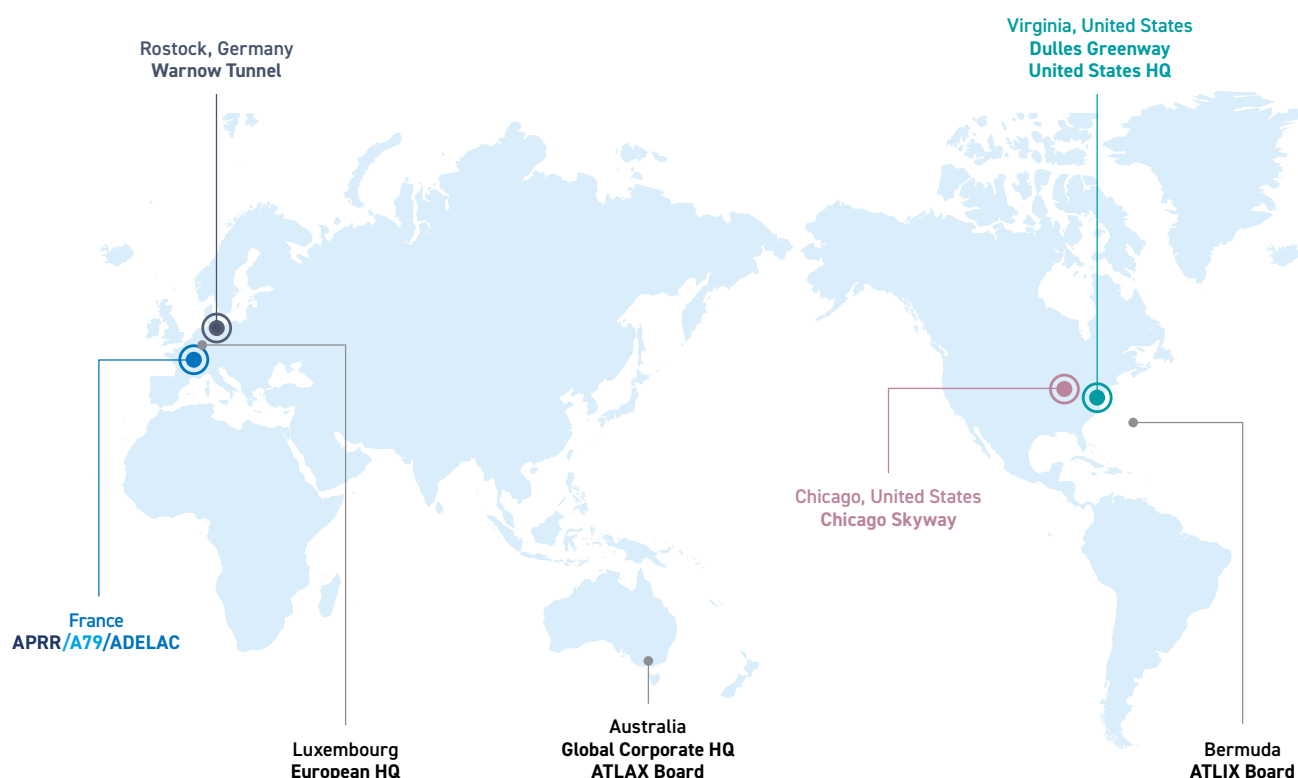 Virginia, United States
Dulles Greenway
United States HQ
Rostock, Germany
Warnow Tunnel
Chicago, United States
Chicago Skyway
France
APRR/A79/ADELAC
Luxembourg
European HQ
Australia
Global Corporate HQ
ATLAX Board
Bermuda
ATLIX Board